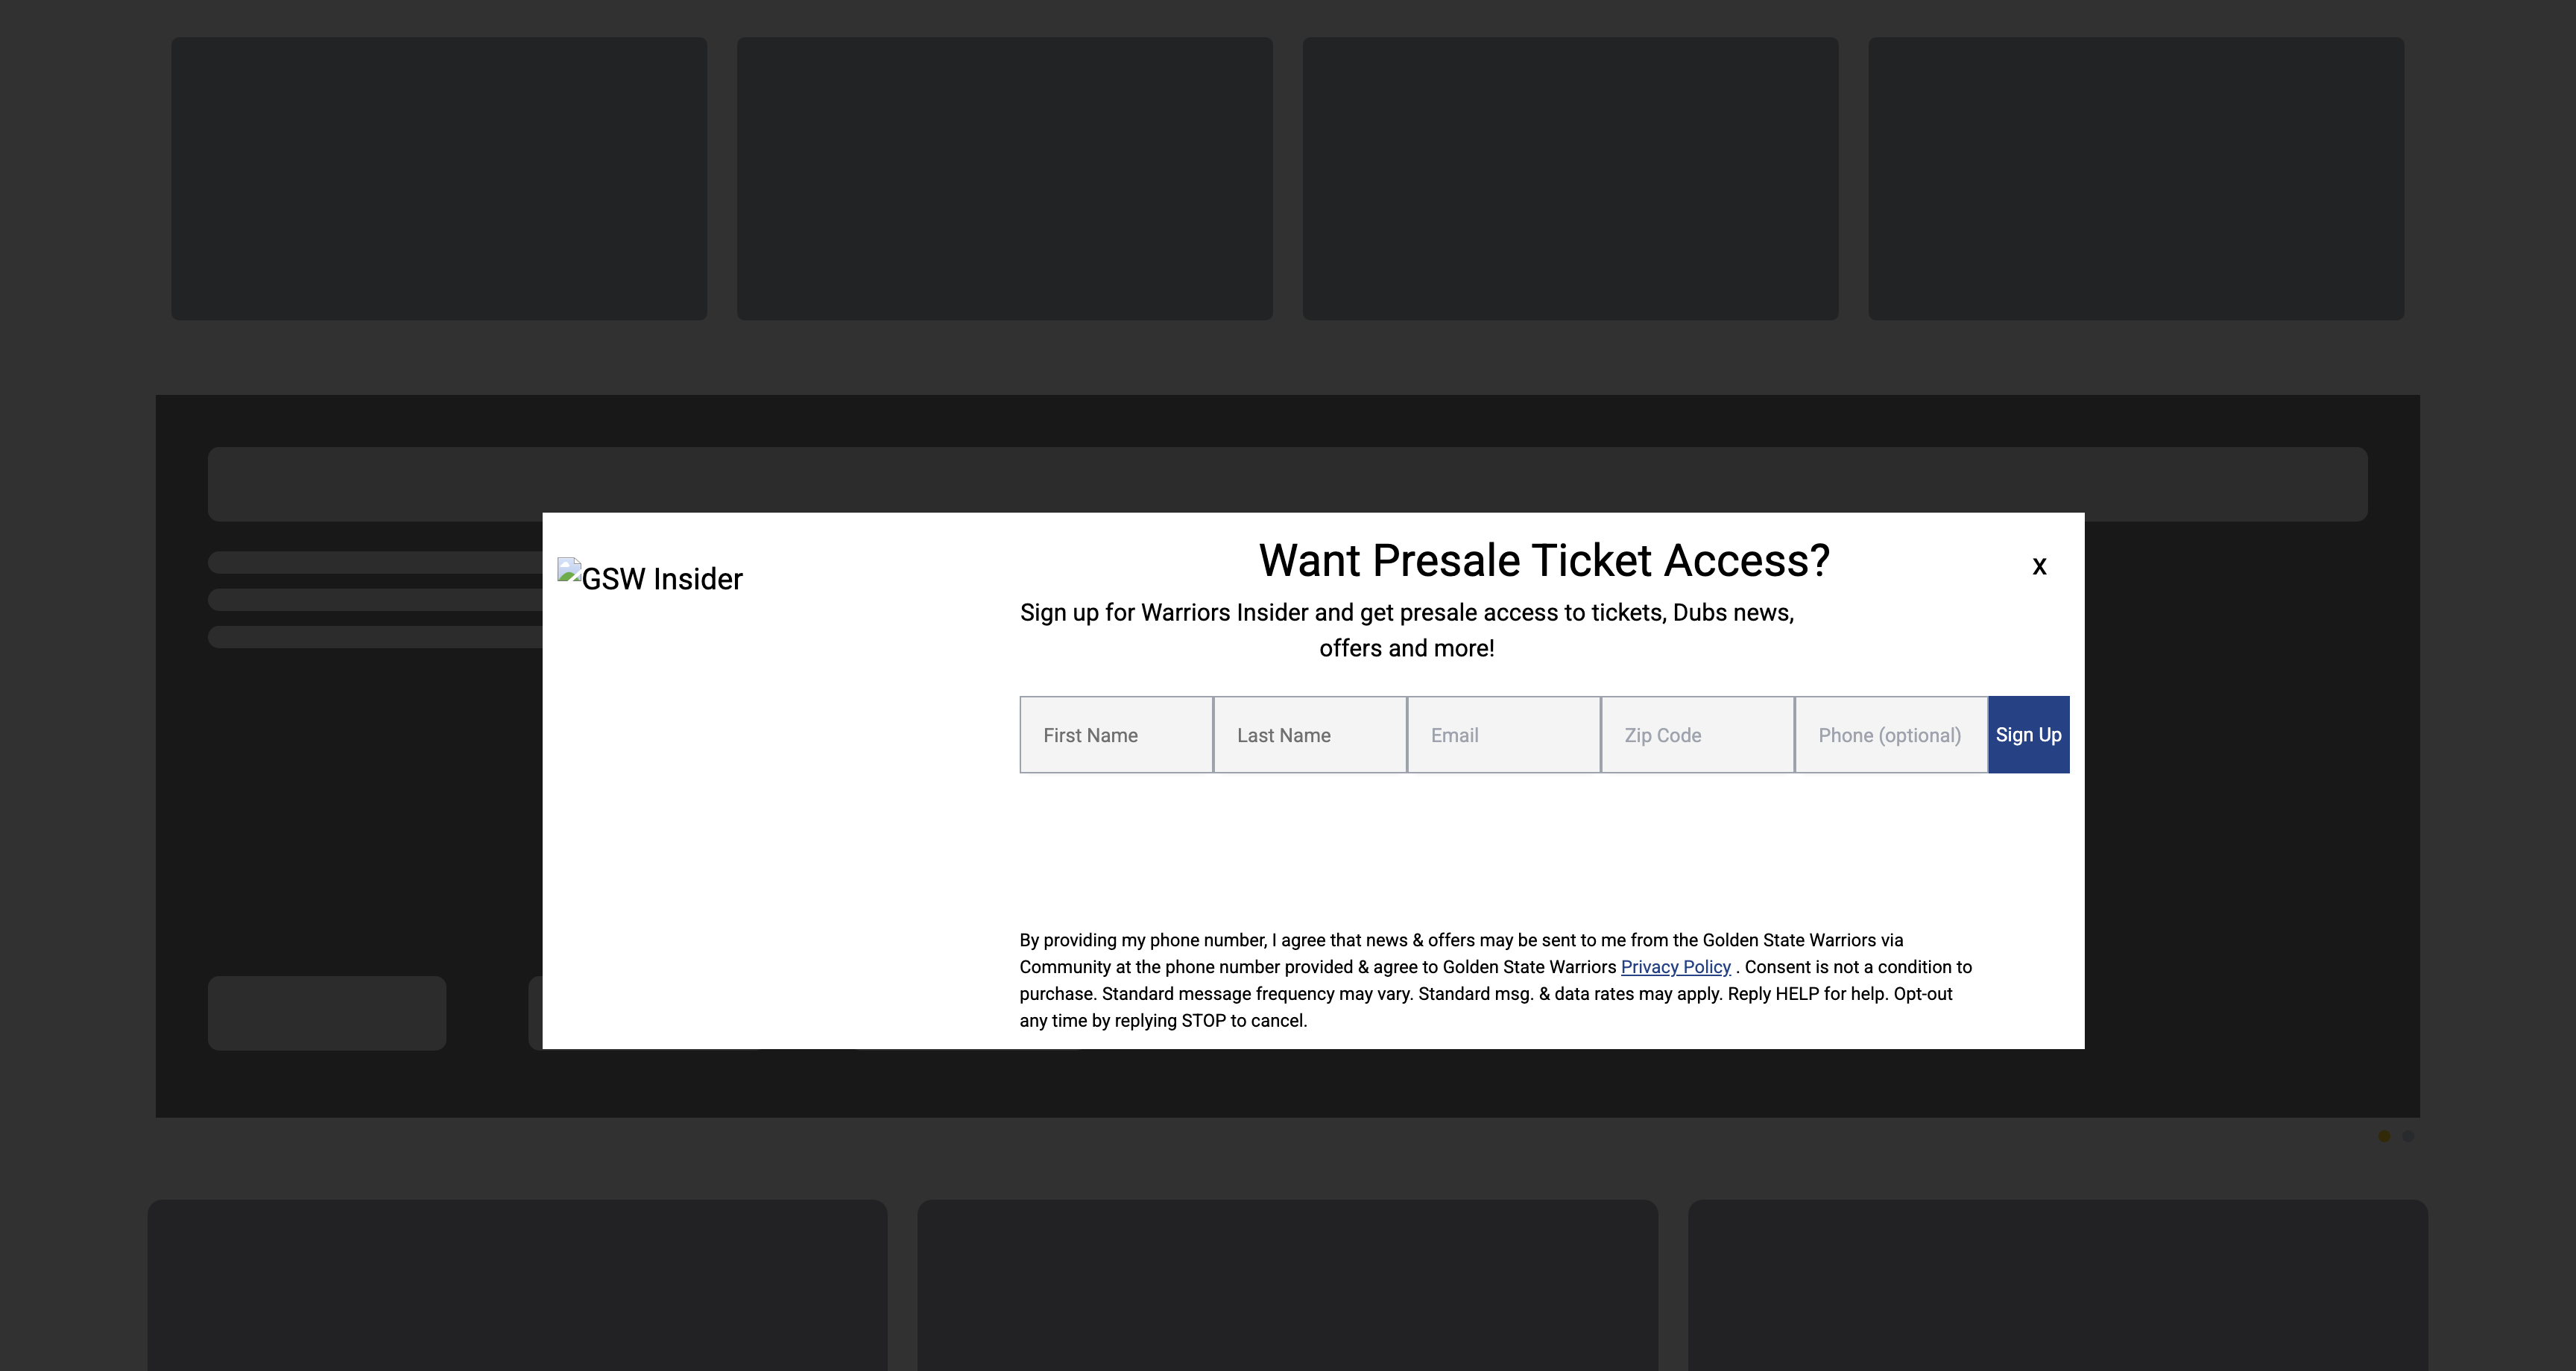 GSW Insider
Want Presale Ticket Access?
x
Sign up for Warriors Insider and get presale access to tickets, Dubs news,
offers and more!
First Name
Last Name
Email
Zip Code
Phone (optional)
Sign Up
By providing my phone number, I agree that news & offers may be sent to me from the Golden State Warriors via
Community at the phone number provided & agree to Golden State Warriors Privacy Policy . Consent is not a condition to
purchase. Standard message frequency may vary. Standard msg. & data rates may apply. Reply HELP for help. Opt-out
any time by replying STOP to cancel.